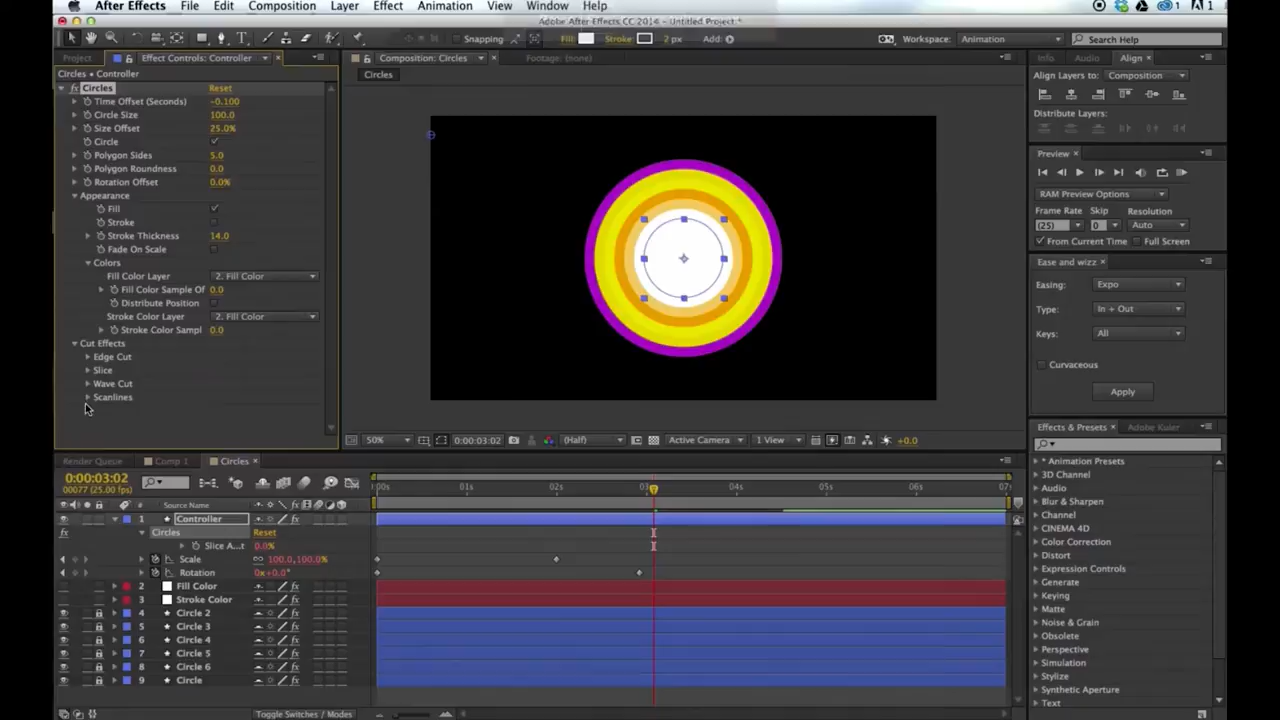 After Effects File Edit Composition Layer Effect Animation View Window Help
Adobe After Effects CC 2014 - Untitled Project *
Snapping Fill: Stroke: 2 px Add: Workspace: Animation Search Help
Project Effect Controls: Controller
Circles • Controller
fx Circles Reset
Time Offset (Seconds) -0.100
Circle Size 100.0
Size Offset 25.0%
Circle
Polygon Sides 5.0
Polygon Roundness 0.0
Rotation Offset 0.0%
Appearance
Fill
Stroke
Stroke Thickness 14.0
Fade On Scale
Colors
Fill Color Layer 2. Fill Color
Fill Color Sample Of 0.0
Distribute Position
Stroke Color Layer 2. Fill Color
Stroke Color Sampl 0.0
Cut Effects
Edge Cut
Slice
Wave Cut
Scanlines
Composition: Circles Footage: (none)
Circles
50% 0:00:03:02 (Half) Active Camera 1 View +0.0
Info Audio Align
Align Layers to: Composition
Distribute Layers:
Preview
RAM Preview Options
Frame Rate Skip Resolution
(25) 0 Auto
From Current Time Full Screen
Ease and wizz
Easing: Expo
Type: In + Out
Keys: All
Curvaceous
Apply
Effects & Presets Adobe Kuler
* Animation Presets
3D Channel
Audio
Blur & Sharpen
Channel
CINEMA 4D
Color Correction
Distort
Expression Controls
Generate
Keying
Matte
Noise & Grain
Obsolete
Perspective
Simulation
Stylize
Synthetic Aperture
Text
Render Queue Comp 1 Circles
0:00:03:02
00077 (25.00 fps)
:00s 01s 02s 03s 04s 05s 06s 07s
# Source Name
1 Controller
fx Circles Reset
Slice A...t 0.0%
Scale 100.0,100.0%
Rotation 0x+0.0°
2 Fill Color
3 Stroke Color
4 Circle 2
5 Circle 3
6 Circle 4
7 Circle 5
8 Circle 6
9 Circle
Toggle Switches / Modes